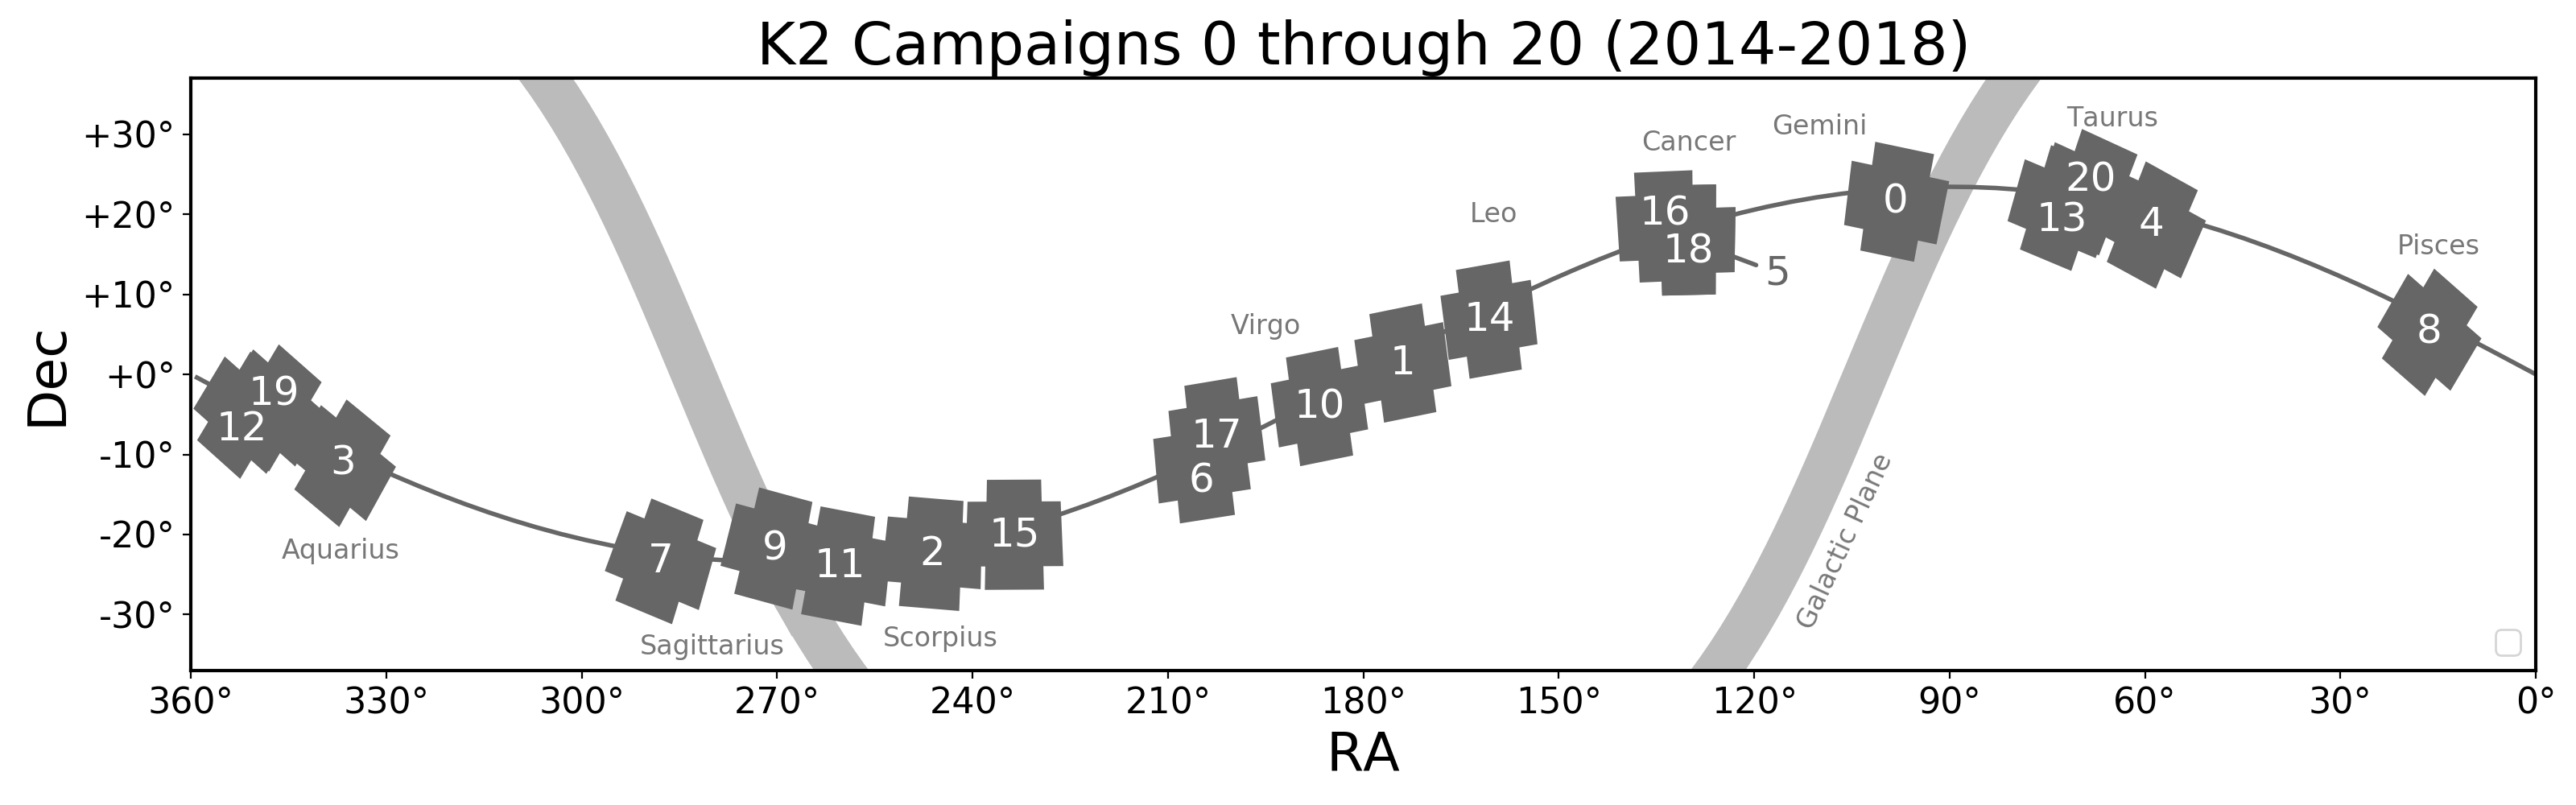 K2 Campaigns 0 through 20 (2014-2018)
Dec
+30°
+20°
+10°
+0°
-10°
-20°
-30°
Taurus
Gemini
Cancer
20
0
16
13
4
Leo
18
5
Pisces
14
Virgo
8
1
19
10
12
17
3
6
Galactic Plane
15
Aquarius
9
2
7
11
Scorpius
Sagittarius
360° 330° 300° 270° 240° 210° 180° 150° 120° 90° 60° 30° 0°
RA